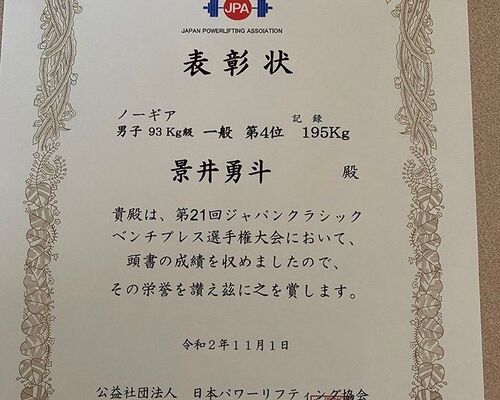 JPA
JAPAN POWERLIFTING ASSOIATION
表彰状
ノーギア 記録
男子 93Kg級 一般 第4位 195Kg
景井勇斗 殿
貴殿は、第21回ジャパンクラシック
ベンチプレス選手権大会において、
頭書の成績を収めましたので、
その栄誉を讃え玆に之を賞します。
令和2年11月1日
公益社団法人 日本パワーリフティング協会